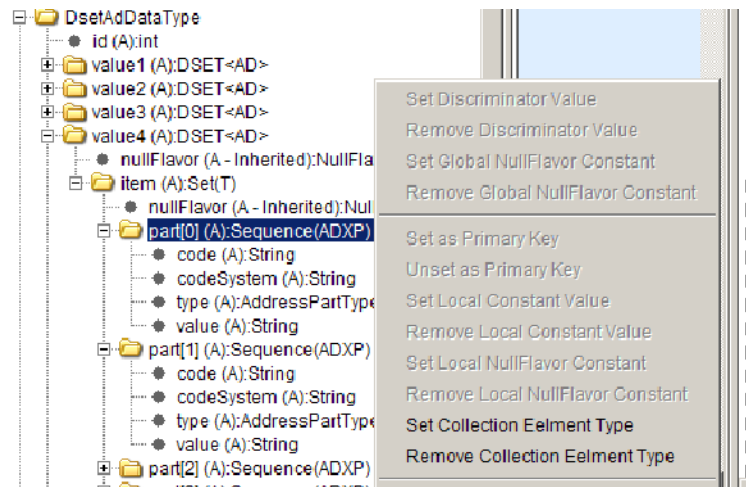 DsetAdDataType
id (A):int
value1 (A):DSET<AD>
value2 (A):DSET<AD>
value3 (A):DSET<AD>
value4 (A):DSET<AD>
nullFlavor (A - Inherited):NullFla
item (A):Set(T)
nullFlavor (A - Inherited):Null
part[0] (A):Sequence(ADXP)
code (A):String
codeSystem (A):String
type (A):AddressPartType
value (A):String
part[1] (A):Sequence(ADXP)
code (A):String
codeSystem (A):String
type (A):AddressPartType
value (A):String
part[2] (A):Sequence(ADXP)
Set Discriminator Value
Remove Discriminator Value
Set Global NullFlavor Constant
Remove Global NullFlavor Constant
Set as Primary Key
Unset as Primary Key
Set Local Constant Value
Remove Local Constant Value
Set Local NullFlavor Constant
Remove Local NullFlavor Constant
Set Collection Eelment Type
Remove Collection Eelment Type